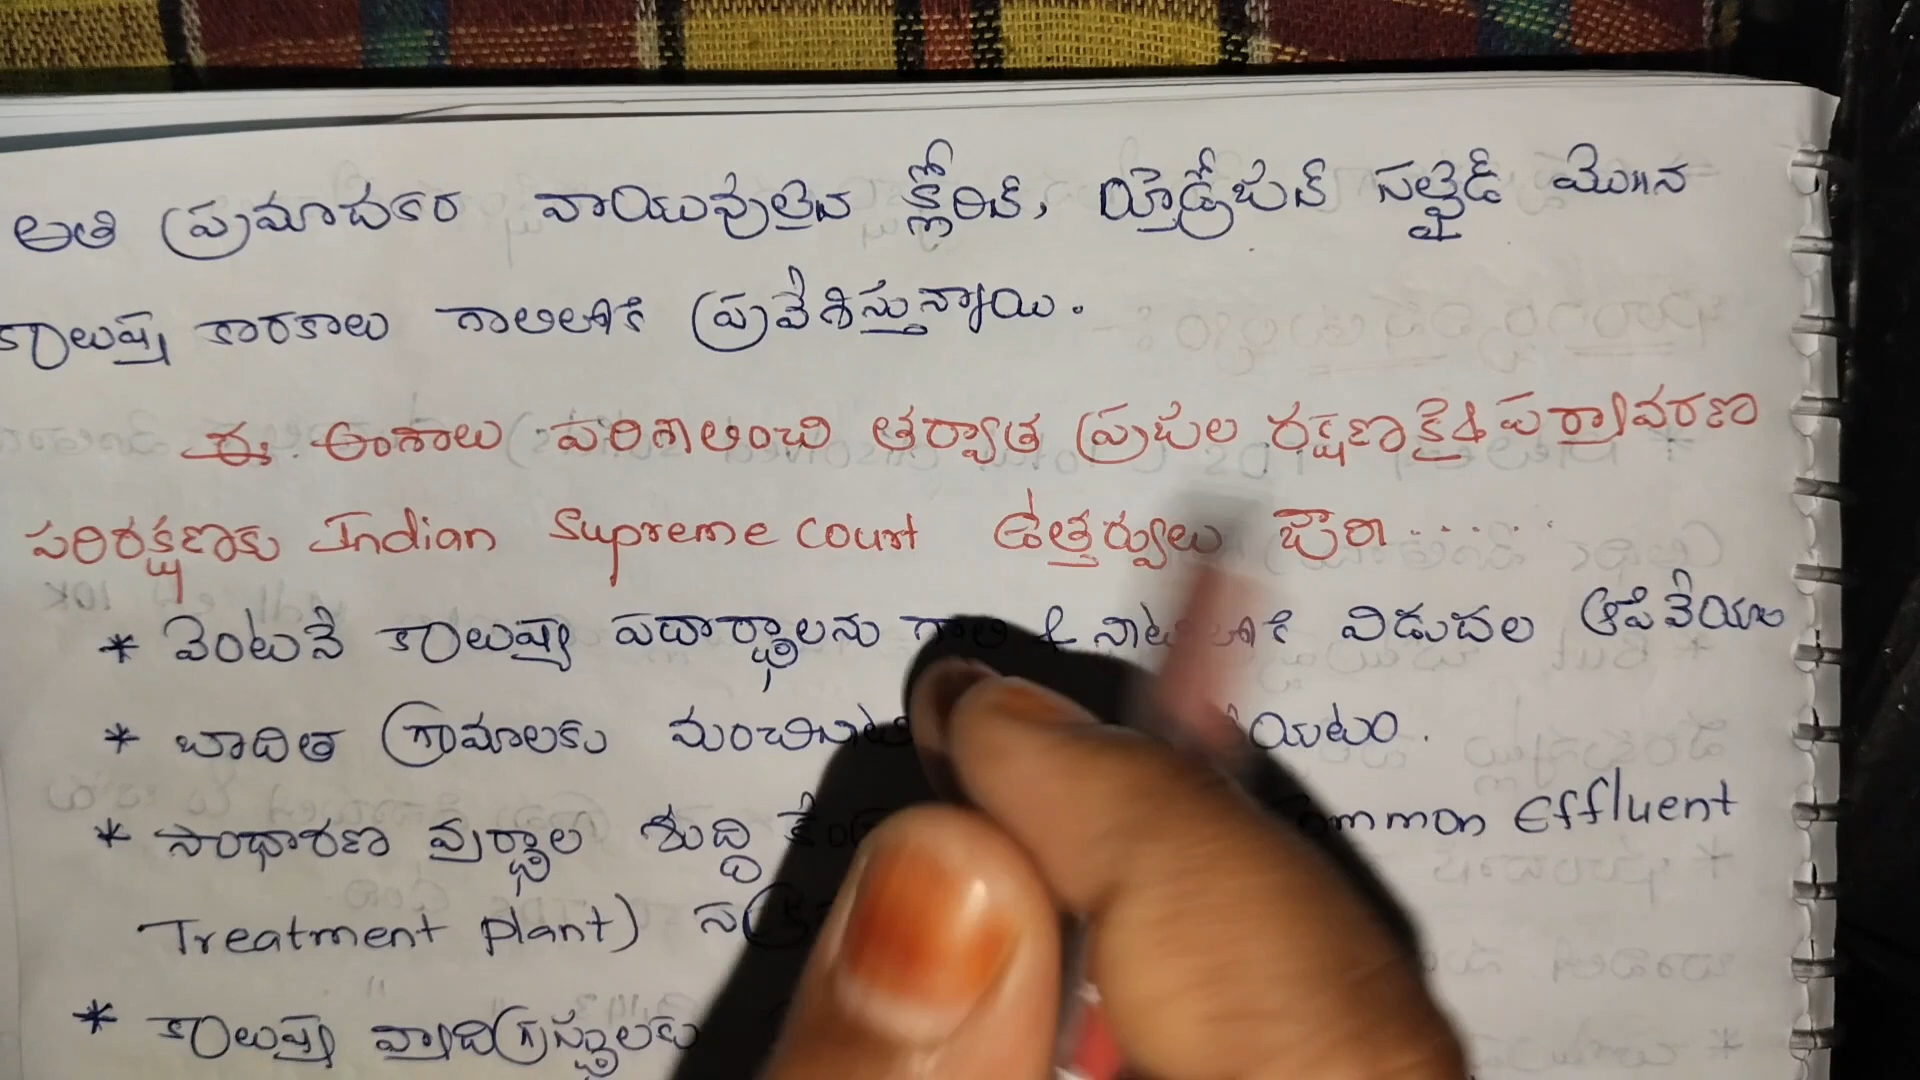 అతి ప్రమాదకర వాయువులైన క్లోరిన్, హైడ్రోజన్ సల్ఫైడ్ మొ॥న
కాలుష్య కారకాలు గాలిలోకి ప్రవేశిస్తున్నాయి.
ఈ అంశాలు పరిశీలించి తర్వాత ప్రజల రక్షణకై & పర్యావరణ
పరిరక్షణకు Indian Supreme court ఉత్తర్వులు జారీ ......
* వెంటనే కాలుష్య పదార్థాలను గాలి & విడుదల ఆపివేయుట
* బాధిత గ్రామాలకు
* సాధారణ వ్యర్థాల శుద్ధి Effluent
Treatment plant)
* కాలుష్య వ్యాధిగ్రస్థులకు